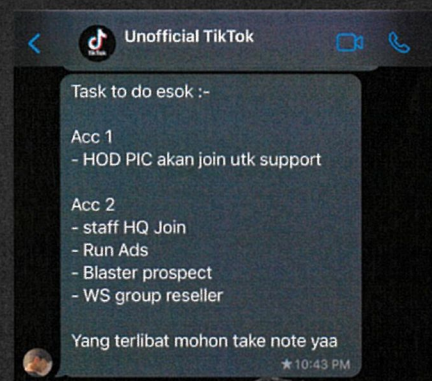 Unofficial TikTok
TikTok
Task to do esok :-
Acc 1
- HOD PIC akan join utk support
Acc 2
- staff HQ Join
- Run Ads
- Blaster prospect
- WS group reseller
Yang terlibat mohon take note yaa
★10:43 PM